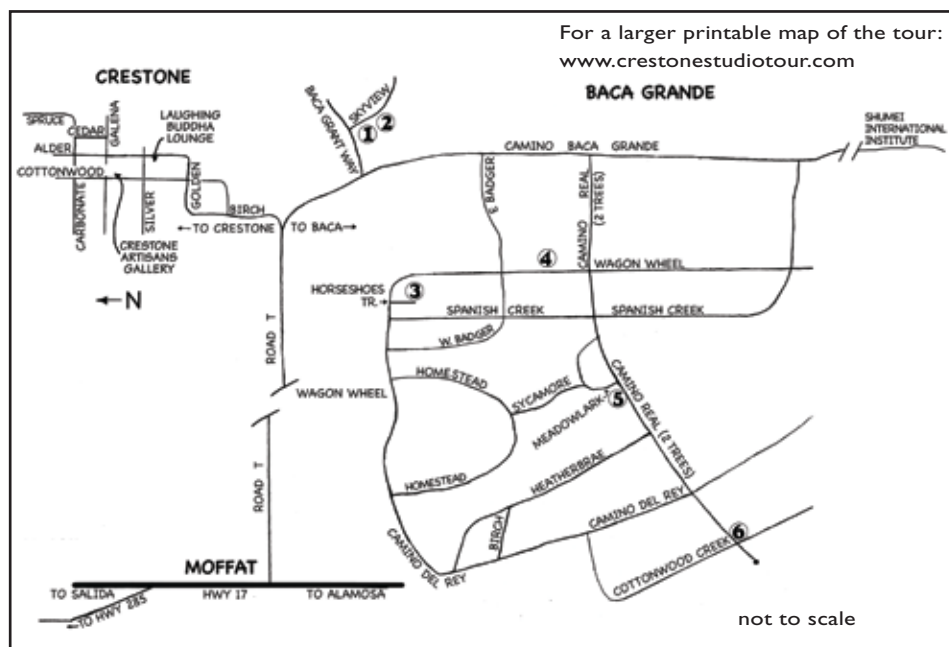 For a larger printable map of the tour:
www.crestonestudiotour.com
CRESTONE
BACA GRANDE
SPRUCE
CEDAR
GALENA
LAUGHING
BUDDHA
LOUNGE
ALDER
COTTONWOOD
CARBONATE
SILVER
GOLDEN
BIRCH
CRESTONE
ARTISANS
GALLERY
←TO CRESTONE
TO BACA→
←N
BACA GRANT WAY
SKYVIEW
1
2
CAMINO BACA GRANDE
SHUMEI
INTERNATIONAL
INSTITUTE
E BADGER
CAMINO REAL
(2 TREES)
4
WAGON WHEEL
HORSESHOES
TR.→
3
SPANISH CREEK
SPANISH CREEK
W. BADGER
ROAD T
WAGON WHEEL
HOMESTEAD
SYCAMORE
MEADOWLARK
5
CAMINO REAL (2 TREES)
HOMESTEAD
HEATHERBRAE
ROAD T
BIRCH
CAMINO DEL REY
CAMINO DEL REY
6
COTTONWOOD CREEK
MOFFAT
TO SALIDA
HWY 17
TO ALAMOSA
←TO HWY 285
not to scale